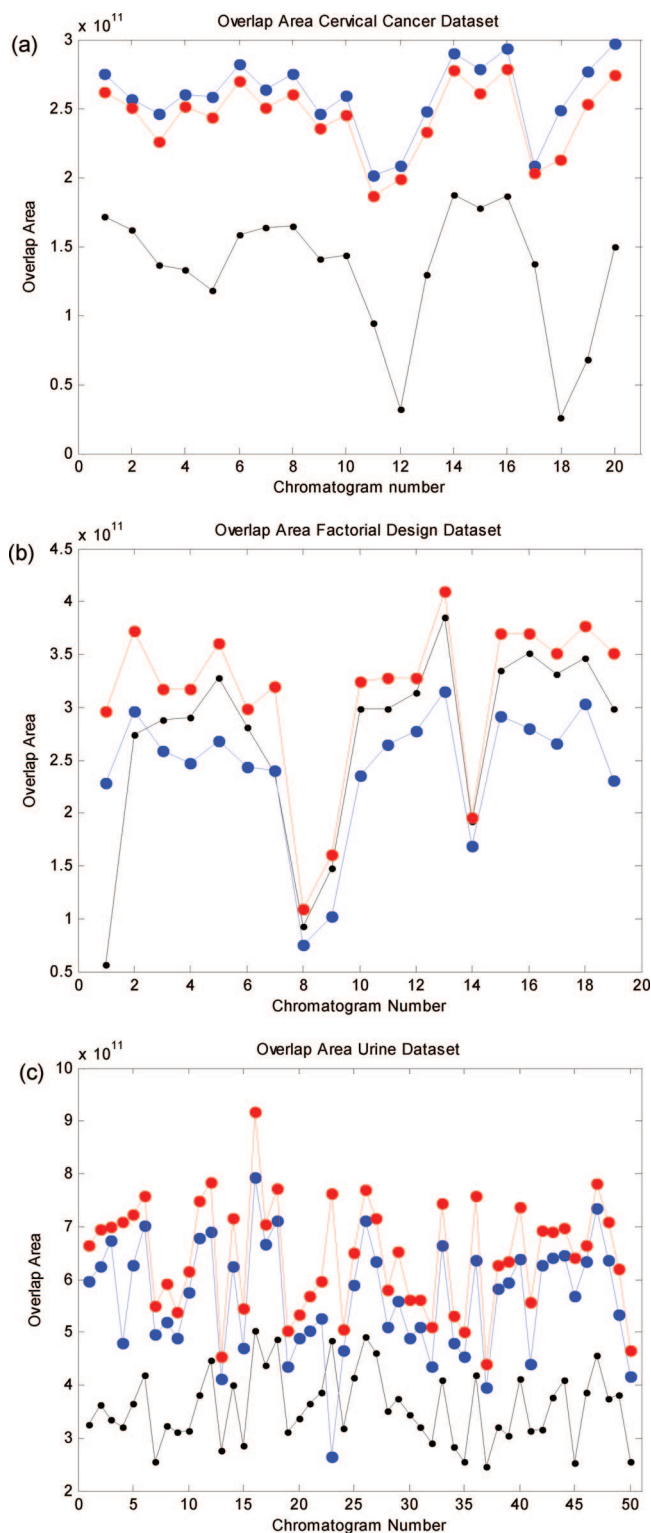 (a)
Overlap Area Cervical Cancer Dataset
x 10^11
3
2.5
2
1.5
1
0.5
0
Overlap Area
0 2 4 6 8 10 12 14 16 18 20
Chromatogram number
(b)
Overlap Area Factorial Design Dataset
x 10^11
4.5
4
3.5
3
2.5
2
1.5
1
0.5
Overlap Area
0 2 4 6 8 10 12 14 16 18 20
Chromatogram Number
(c)
Overlap Area Urine Dataset
x 10^11
10
9
8
7
6
5
4
3
2
Overlap Area
0 5 10 15 20 25 30 35 40 45 50
Chromatogram Number